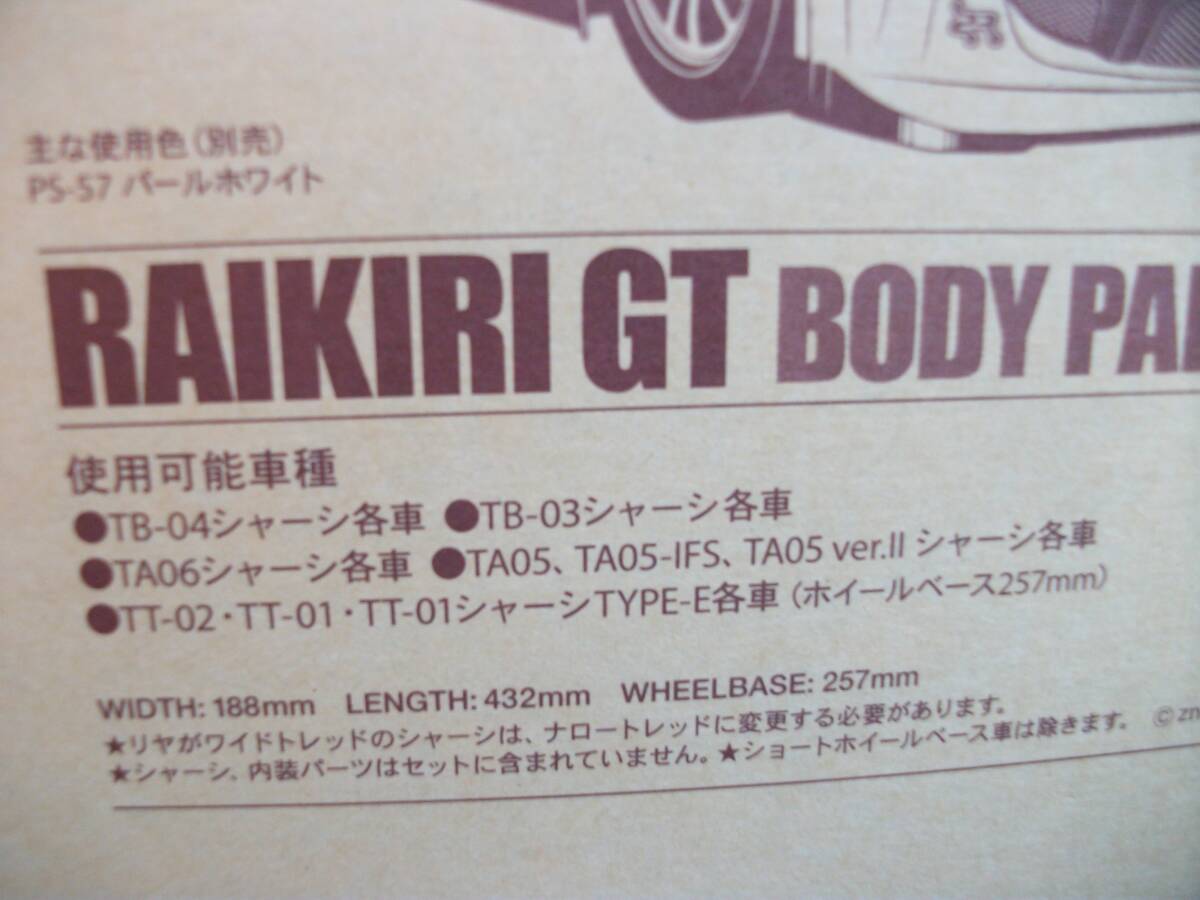 主な使用色(別売)
PS-57 パールホワイト
RAIKIRI GT BODY PA
使用可能車種
●TB-04シャーシ各車 ●TB-03シャーシ各車
●TA06シャーシ各車 ●TA05、TA05-IFS、TA05 ver.II シャーシ各車
●TT-02・TT-01・TT-01シャーシTYPE-E各車 (ホイールベース257mm)
WIDTH: 188mm LENGTH: 432mm WHEELBASE: 257mm
★リヤがワイドトレッドのシャーシは、ナロートレッドに変更する必要があります。
★シャーシ、内装パーツはセットに含まれていません。★ショートホイールベース車は除きます。 ©